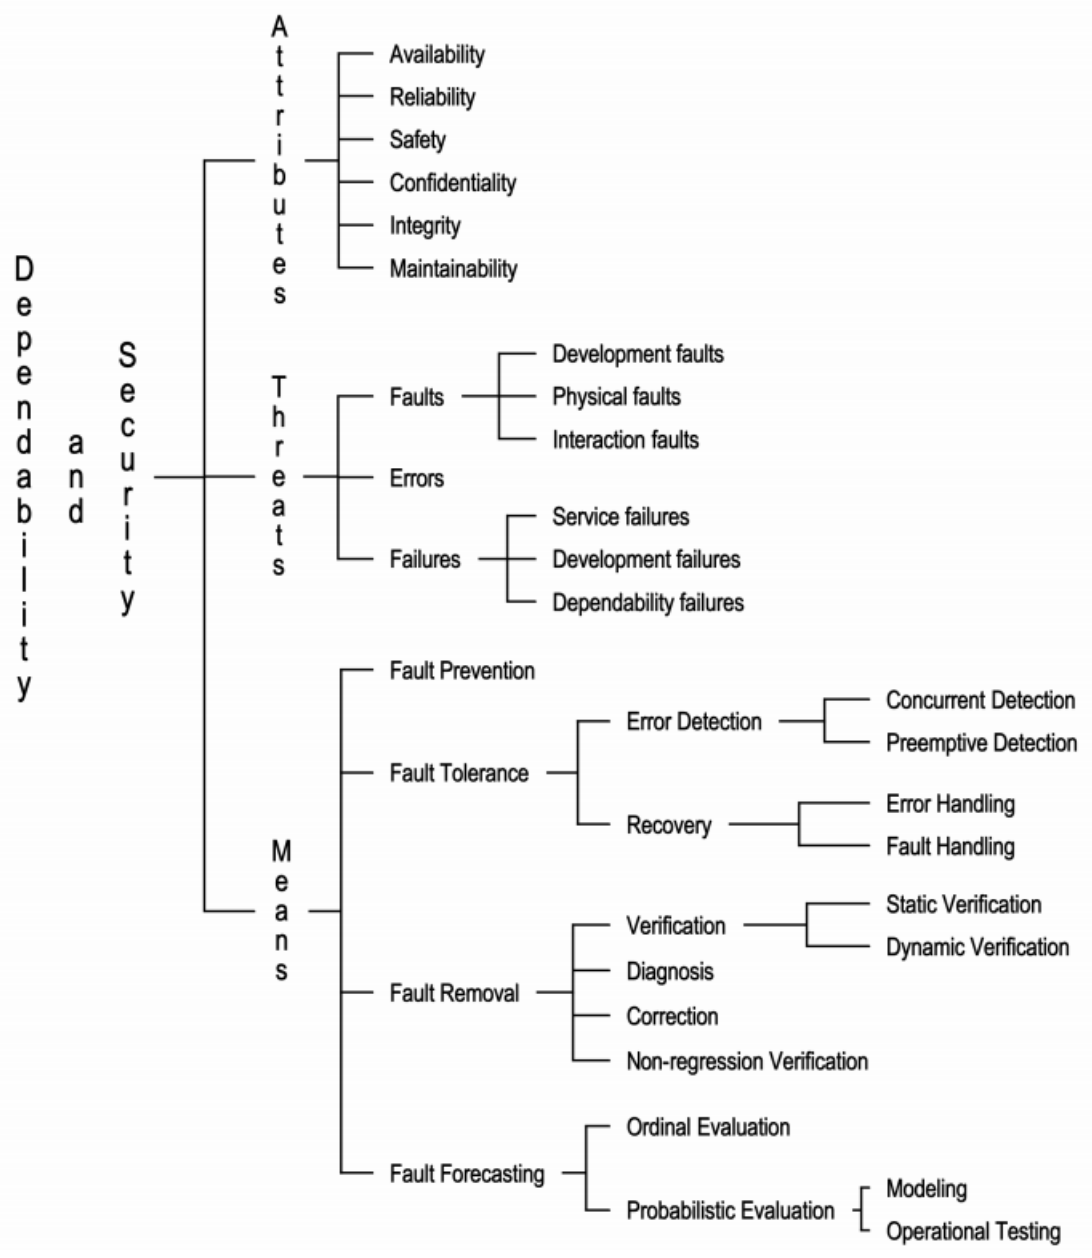 Dependability
and
Security
Attributes
Availability
Reliability
Safety
Confidentiality
Integrity
Maintainability
Threats
Faults
Development faults
Physical faults
Interaction faults
Errors
Failures
Service failures
Development failures
Dependability failures
Means
Fault Prevention
Fault Tolerance
Error Detection
Concurrent Detection
Preemptive Detection
Recovery
Error Handling
Fault Handling
Fault Removal
Verification
Static Verification
Dynamic Verification
Diagnosis
Correction
Non-regression Verification
Fault Forecasting
Ordinal Evaluation
Probabilistic Evaluation
Modeling
Operational Testing